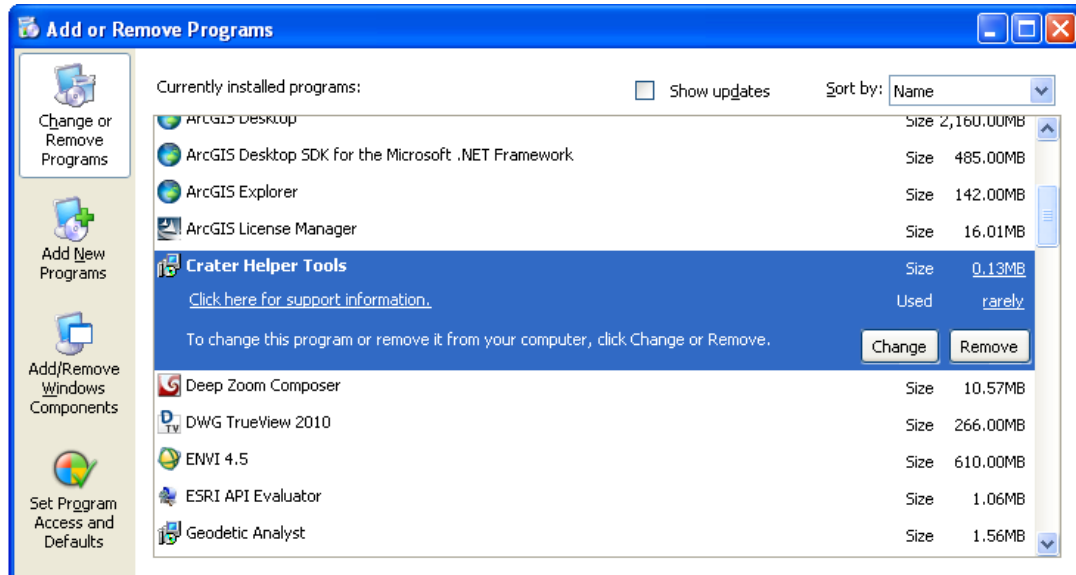 Add or Remove Programs
Change or
Remove
Programs
Add New
Programs
Add/Remove
Windows
Components
Set Program
Access and
Defaults
Currently installed programs: Show updates Sort by: Name
ArcGIS Desktop Size 2,160.00MB
ArcGIS Desktop SDK for the Microsoft .NET Framework Size 485.00MB
ArcGIS Explorer Size 142.00MB
ArcGIS License Manager Size 16.01MB
Crater Helper Tools Size 0.13MB
Click here for support information. Used rarely
To change this program or remove it from your computer, click Change or Remove. Change Remove
Deep Zoom Composer Size 10.57MB
DWG TrueView 2010 Size 266.00MB
ENVI 4.5 Size 610.00MB
ESRI API Evaluator Size 1.06MB
Geodetic Analyst Size 1.56MB